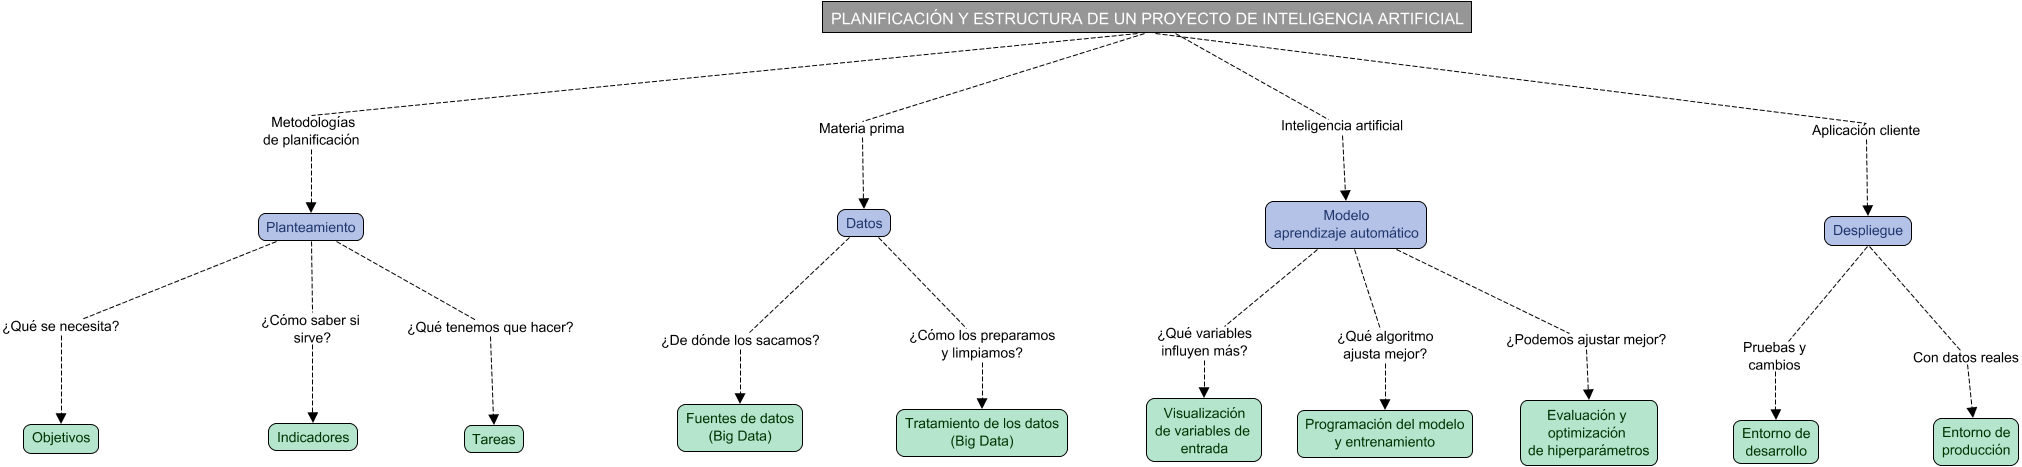 PLANIFICACIÓN Y ESTRUCTURA DE UN PROYECTO DE INTELIGENCIA ARTIFICIAL
Metodologías
de planificación
Materia prima
Inteligencia artificial
Aplicación cliente
Planteamiento
Datos
Modelo
aprendizaje automático
Despliegue
¿Qué se necesita?
¿Cómo saber si
sirve?
¿Qué tenemos que hacer?
¿De dónde los sacamos?
¿Cómo los preparamos
y limpiamos?
¿Qué variables
influyen más?
¿Qué algoritmo
ajusta mejor?
¿Podemos ajustar mejor?
Pruebas y
cambios
Con datos reales
Objetivos
Indicadores
Tareas
Fuentes de datos
(Big Data)
Tratamiento de los datos
(Big Data)
Visualización
de variables de
entrada
Programación del modelo
y entrenamiento
Evaluación y
optimización
de hiperparámetros
Entorno de
desarrollo
Entorno de
producción